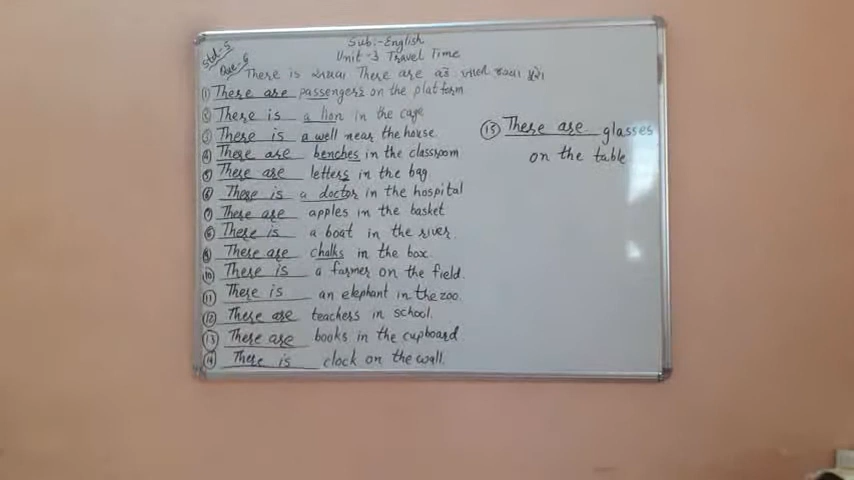 Sub:-English
Std-5
Unit-3 Travel Time
Que-6
There is અથવા There are વડે ખાલી જગ્યા પૂરો
① There are passengers on the platform
② There is a lion in the cage
③ There is a well near the house
④ There are benches in the classroom
⑤ There are letters in the bag
⑥ There is a doctor in the hospital
⑦ There are apples in the basket
⑧ There is a boat in the river.
⑨ There are chalks in the box.
⑩ There is a farmer on the field.
⑪ There is an elephant in the zoo.
⑫ There are teachers in school.
⑬ There are books in the cupboard
⑭ There is clock on the wall.
⑮ There are glasses
on the table